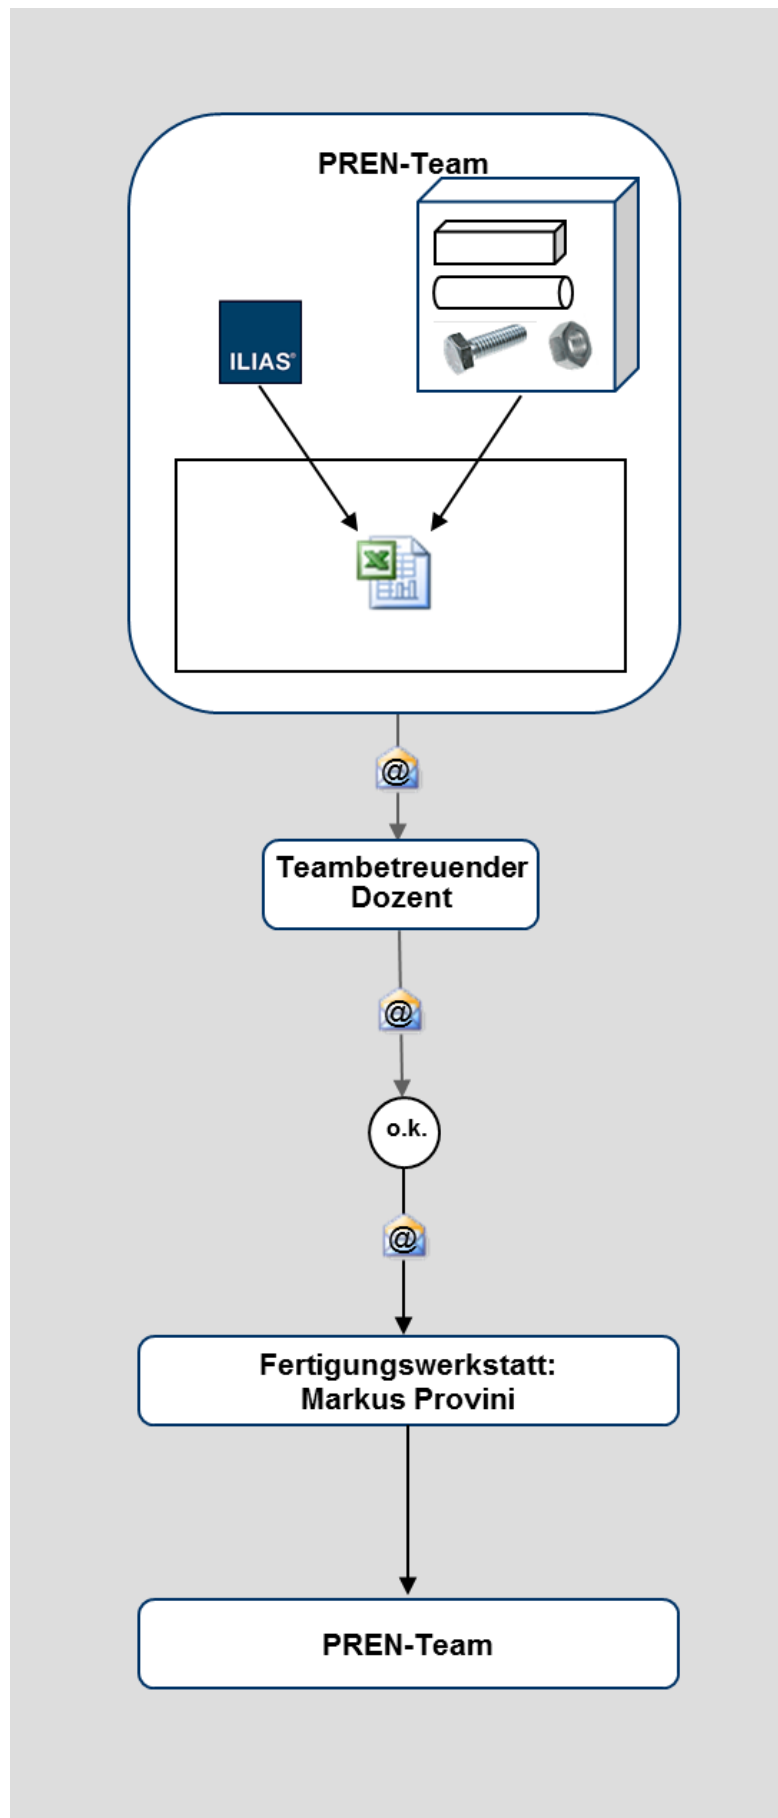 PREN-Team
ILIAS®
@
Teambetreuender
Dozent
@
o.k.
@
Fertigungswerkstatt:
Markus Provini
PREN-Team